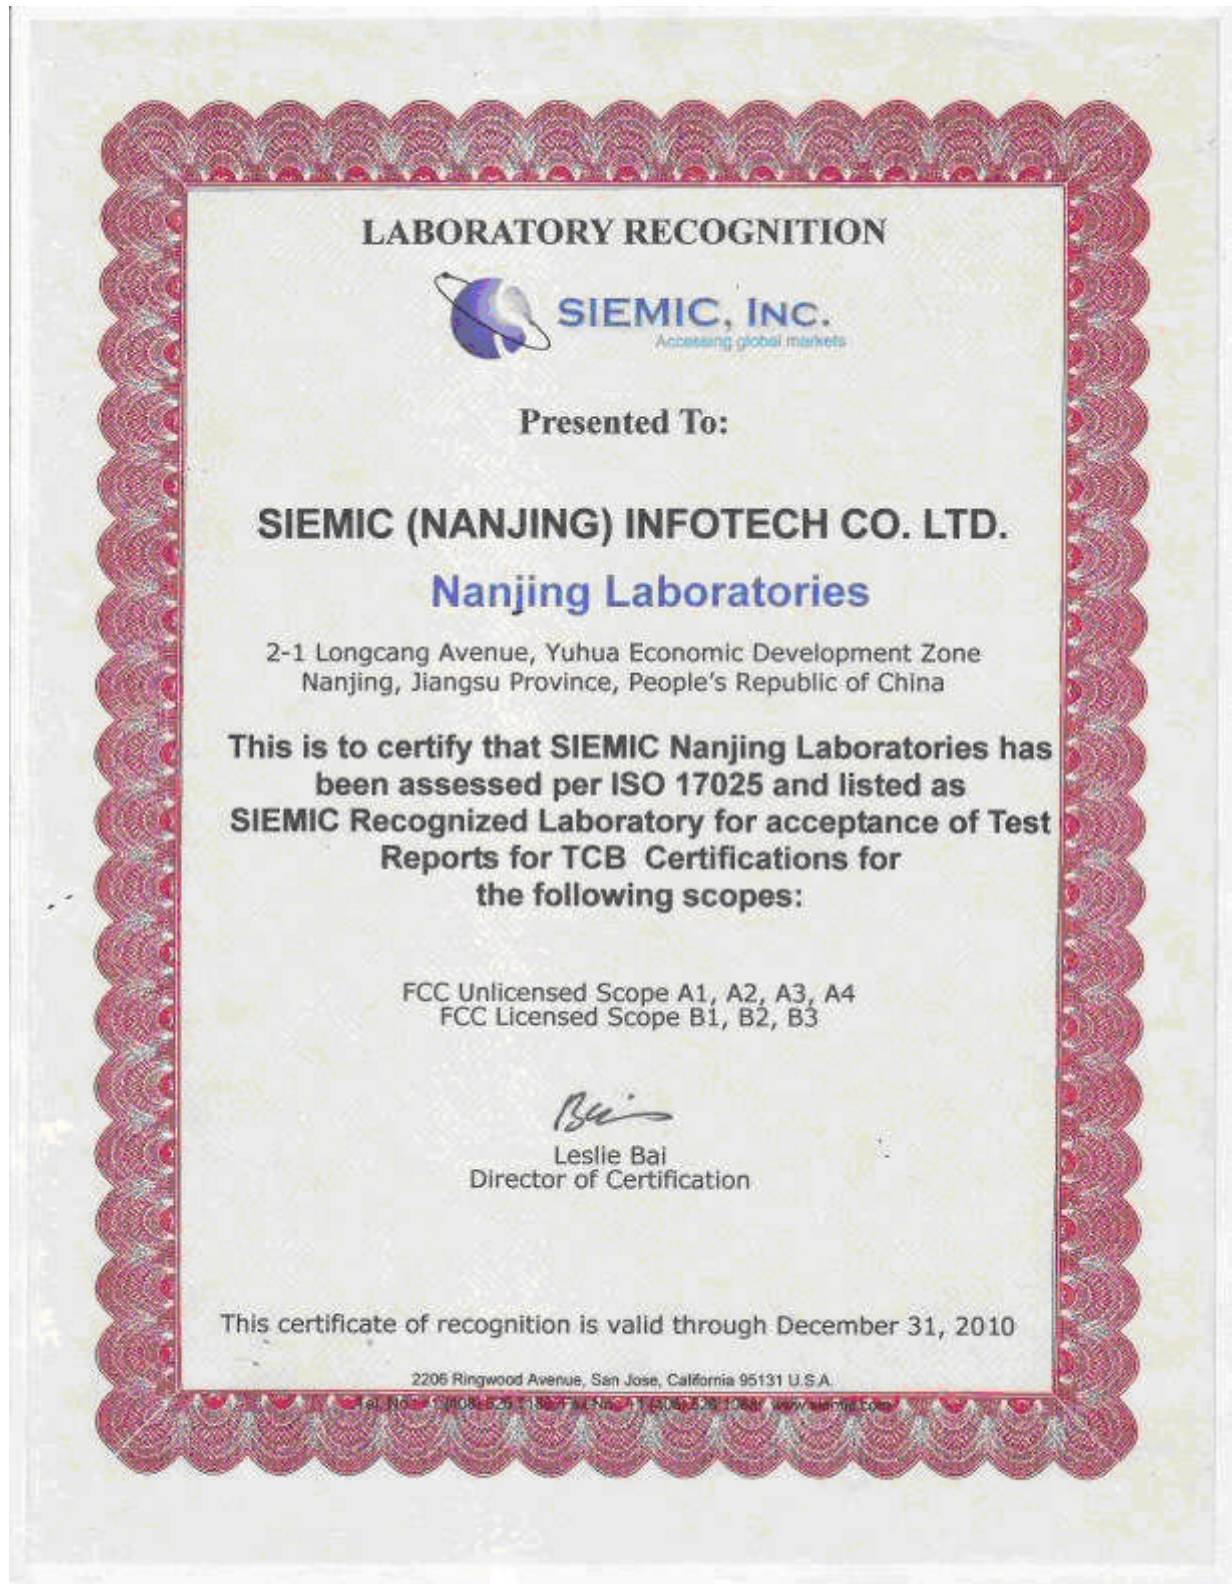 LABORATORY RECOGNITION
SIEMIC, INC.
Accessing global markets
Presented To:
SIEMIC (NANJING) INFOTECH CO. LTD.
Nanjing Laboratories
2-1 Longcang Avenue, Yuhua Economic Development Zone
Nanjing, Jiangsu Province, People's Republic of China
This is to certify that SIEMIC Nanjing Laboratories has
been assessed per ISO 17025 and listed as
SIEMIC Recognized Laboratory for acceptance of Test
Reports for TCB Certifications for
the following scopes:
FCC Unlicensed Scope A1, A2, A3, A4
FCC Licensed Scope B1, B2, B3
Leslie Bai
Director of Certification
This certificate of recognition is valid through December 31, 2010
2206 Ringwood Avenue, San Jose, California 95131 U.S.A.